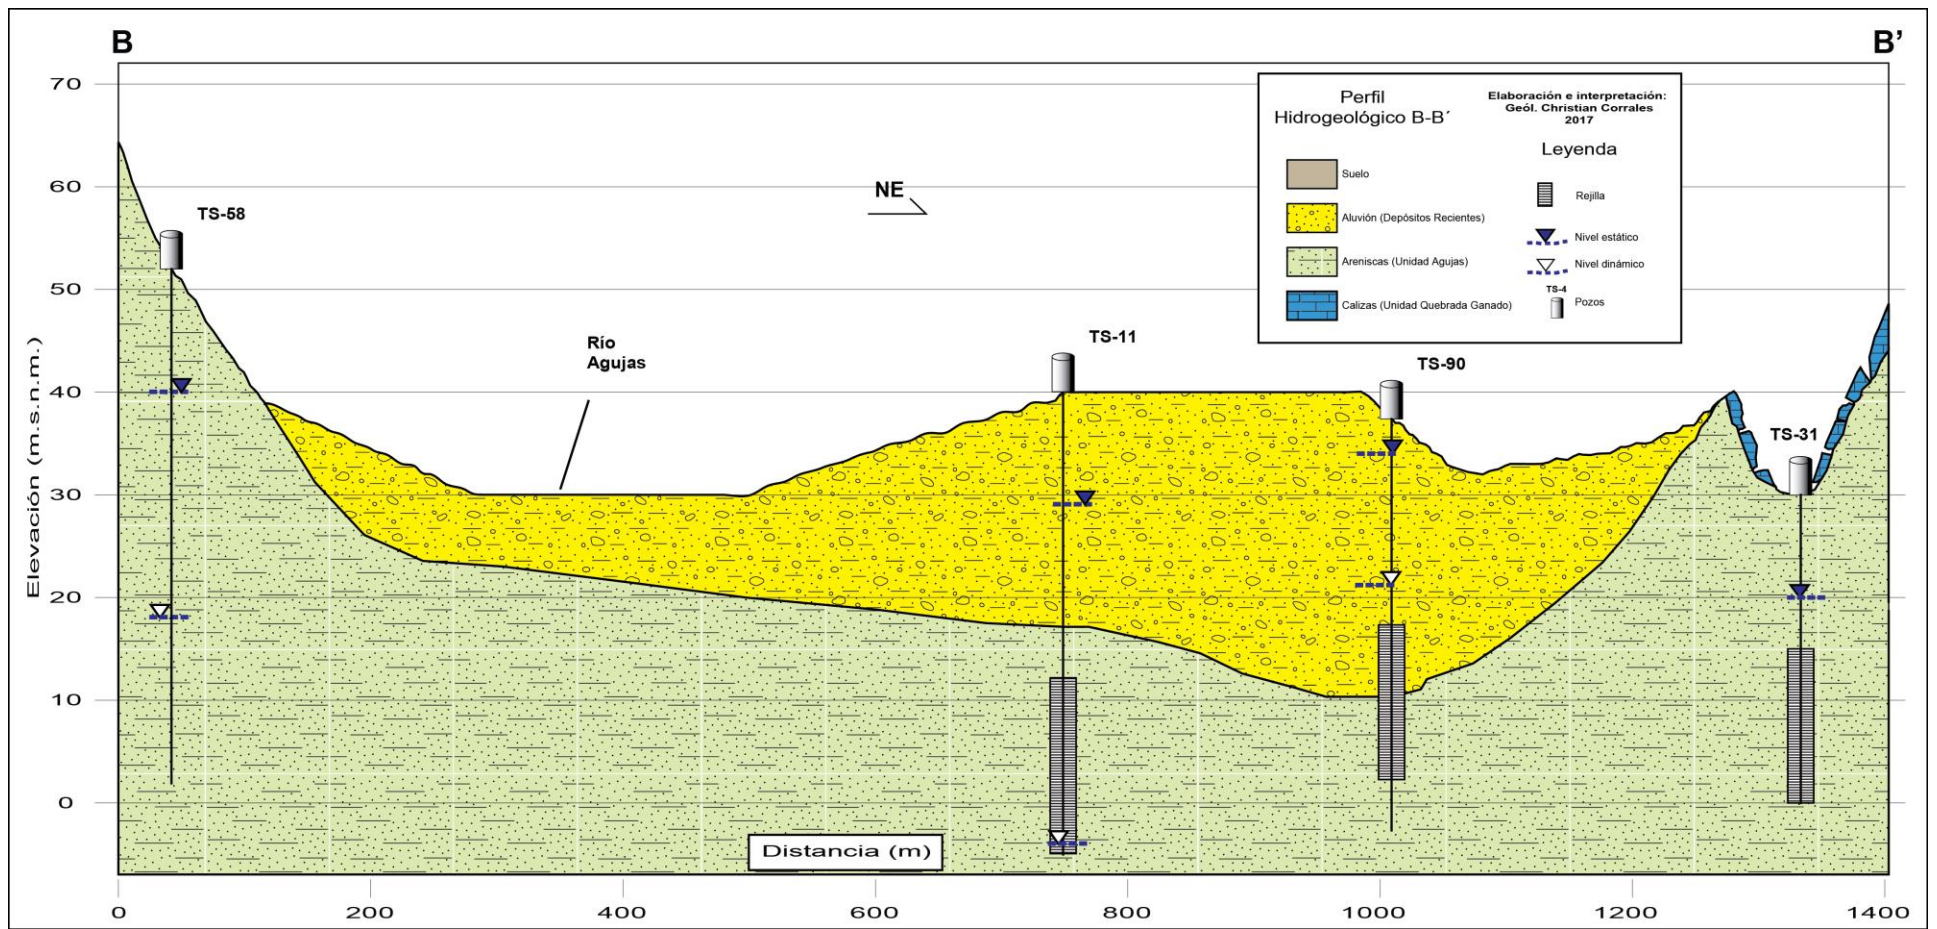 B
B'
70
60
50
40
30
20
10
0
Elevación (m.s.n.m.)
TS-58
NE
Río
Agujas
TS-11
TS-90
TS-31
Perfil
Hidrogeológico B-B´
Suelo
Aluvión (Depósitos Recientes)
Areniscas (Unidad Agujas)
Calizas (Unidad Quebrada Ganado)
Elaboración e interpretación:
Geól. Christian Corrales
2017
Leyenda
Rejilla
Nivel estático
Nivel dinámico
TS-4
Pozos
Distancia (m)
0
200
400
600
800
1000
1200
1400